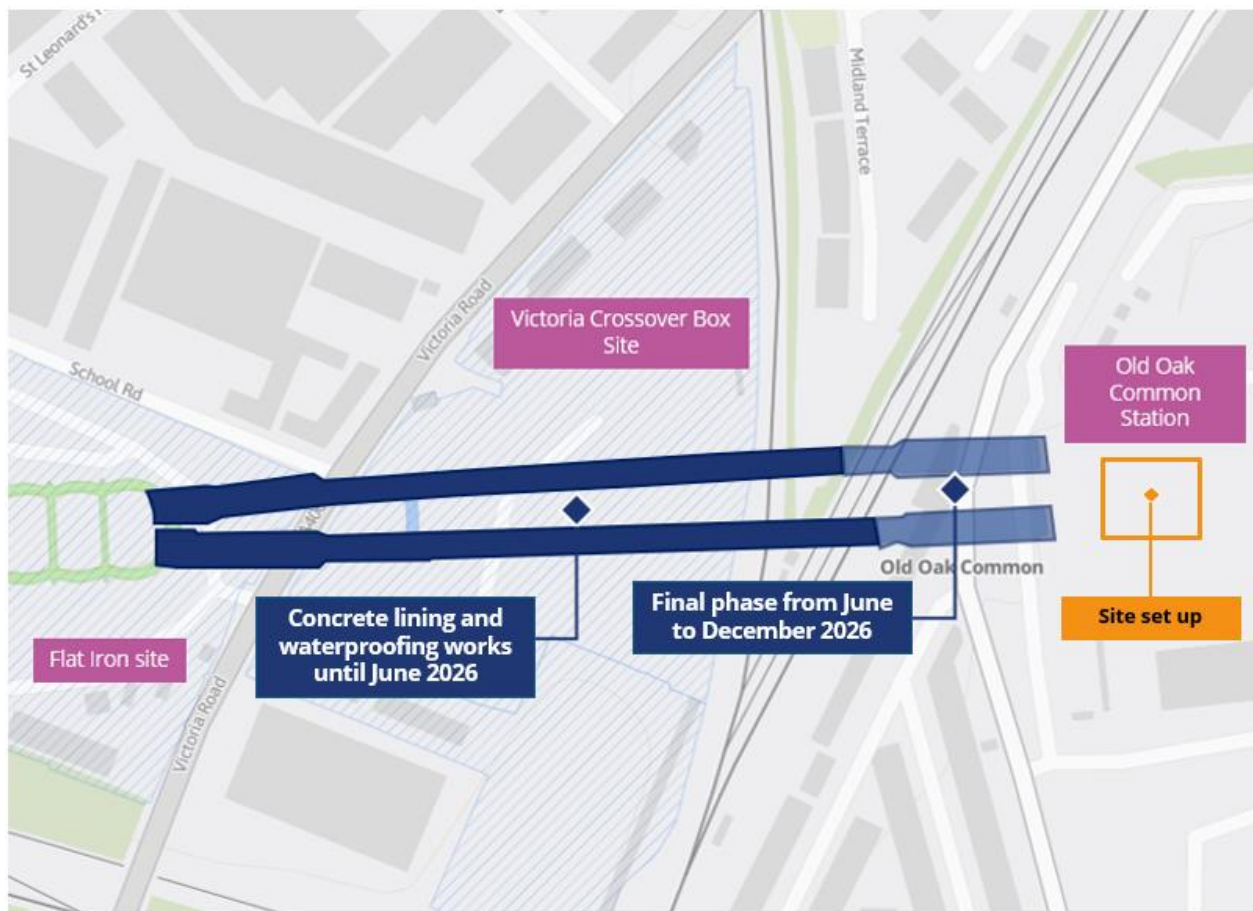 St Leonard's
Midland Terrace
Victoria Road
Victoria Crossover Box
Site
School Rd
Old Oak
Common
Station
Old Oak Common
Concrete lining and
waterproofing works
until June 2026
Final phase from June
to December 2026
Site set up
Flat Iron site
Victoria Road